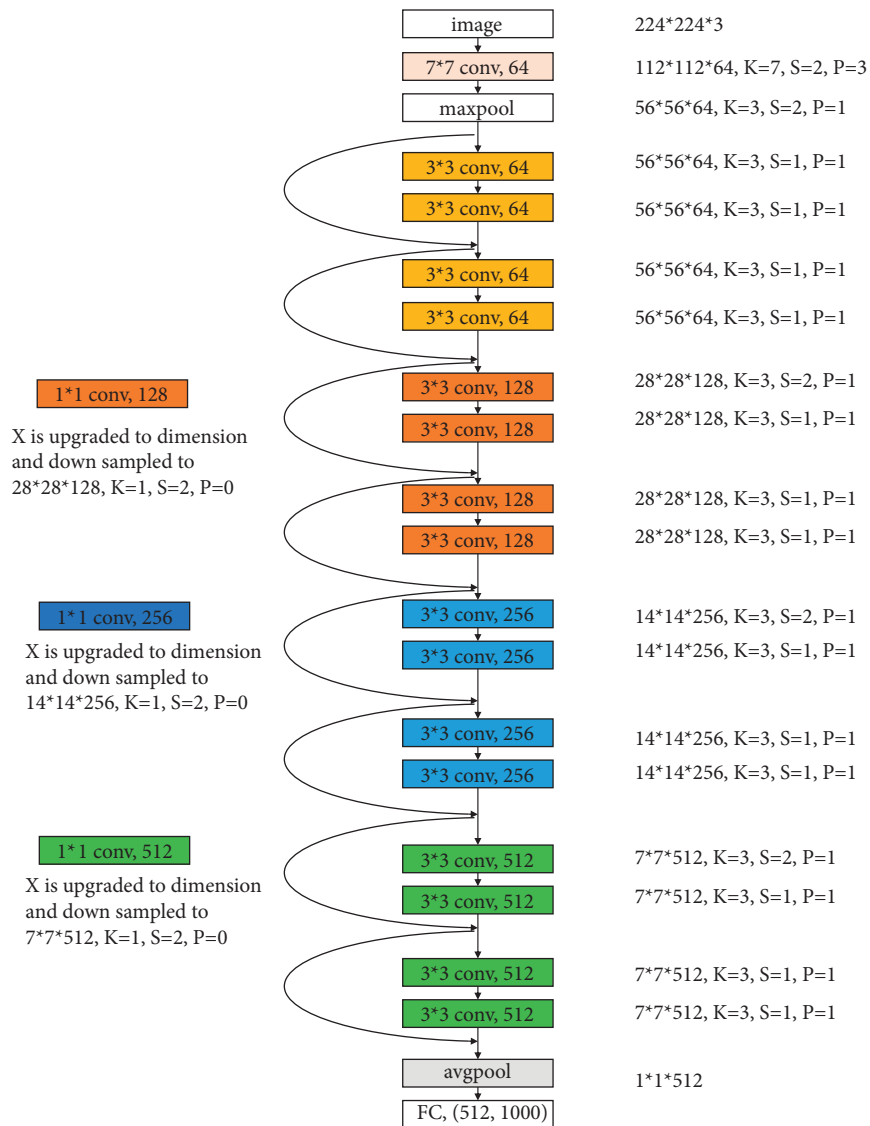 image 224*224*3
7*7 conv, 64 112*112*64, K=7, S=2, P=3
maxpool 56*56*64, K=3, S=2, P=1
3*3 conv, 64 56*56*64, K=3, S=1, P=1
3*3 conv, 64 56*56*64, K=3, S=1, P=1
3*3 conv, 64 56*56*64, K=3, S=1, P=1
3*3 conv, 64 56*56*64, K=3, S=1, P=1
1*1 conv, 128
X is upgraded to dimension
and down sampled to
28*28*128, K=1, S=2, P=0
3*3 conv, 128 28*28*128, K=3, S=2, P=1
3*3 conv, 128 28*28*128, K=3, S=1, P=1
3*3 conv, 128 28*28*128, K=3, S=1, P=1
3*3 conv, 128 28*28*128, K=3, S=1, P=1
1*1 conv, 256
X is upgraded to dimension
and down sampled to
14*14*256, K=1, S=2, P=0
3*3 conv, 256 14*14*256, K=3, S=2, P=1
3*3 conv, 256 14*14*256, K=3, S=1, P=1
3*3 conv, 256 14*14*256, K=3, S=1, P=1
3*3 conv, 256 14*14*256, K=3, S=1, P=1
1*1 conv, 512
X is upgraded to dimension
and down sampled to
7*7*512, K=1, S=2, P=0
3*3 conv, 512 7*7*512, K=3, S=2, P=1
3*3 conv, 512 7*7*512, K=3, S=1, P=1
3*3 conv, 512 7*7*512, K=3, S=1, P=1
3*3 conv, 512 7*7*512, K=3, S=1, P=1
avgpool 1*1*512
FC, (512, 1000)